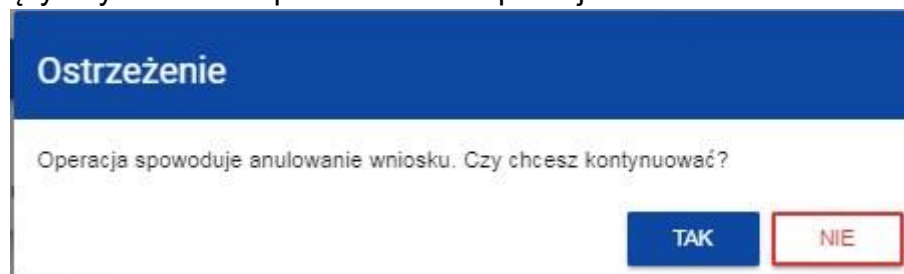 Ostrzeżenie
Operacja spowoduje anulowanie wniosku. Czy chcesz kontynuować?
TAK NIE